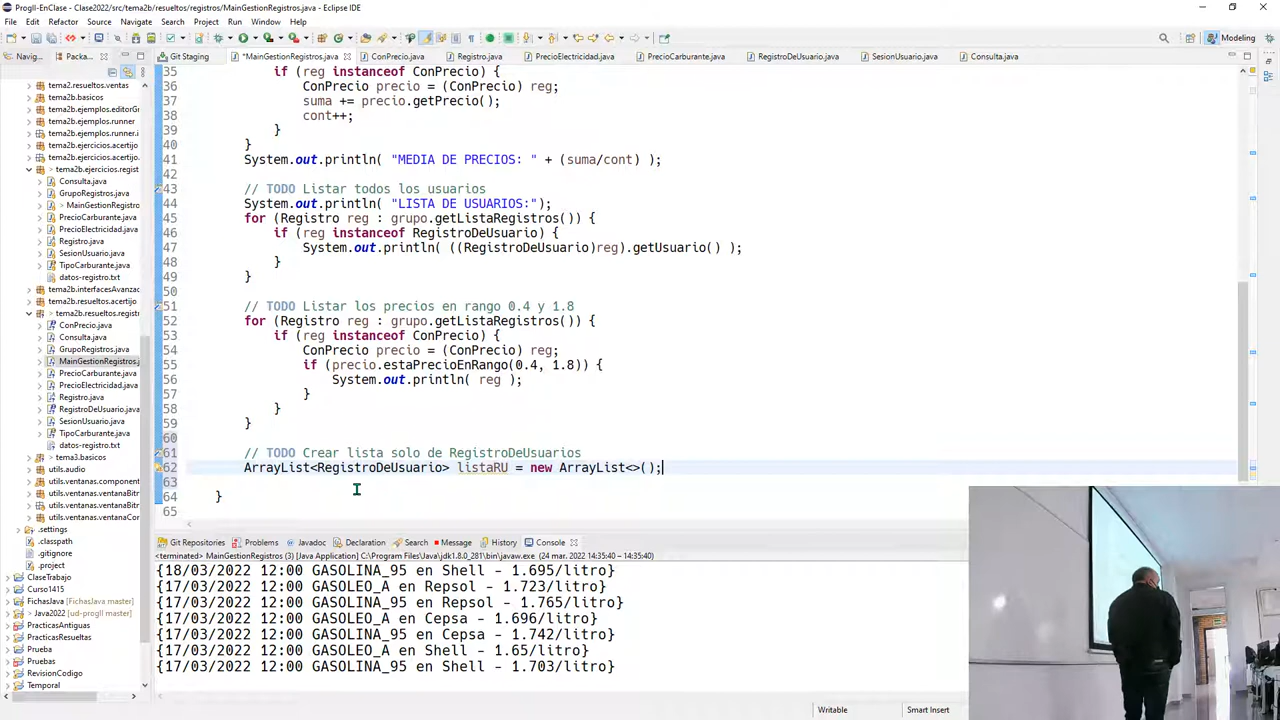 ProgII-EnClase - Clase2022/src/tema2b/resueltos/registros/MainGestionRegistros.java - Eclipse IDE
File Edit Refactor Source Navigate Search Project Run Window Help
Modeling
Navig... Packa...
Git Staging *MainGestionRegistros.java ConPrecio.java Registro.java PrecioElectricidad.java PrecioCarburante.java RegistroDeUsuario.java SesionUsuario.java Consulta.java
tema2.resueltos.ventas
tema2b.basicos
tema2b.ejemplos.editorGr
tema2b.ejemplos.runner
tema2b.ejemplos.runner.i
tema2b.ejercicios.acertijo
> tema2b.ejercicios.regist
Consulta.java
GrupoRegistros.java
> MainGestionRegistros.
PrecioCarburante.java
PrecioElectricidad.java
Registro.java
SesionUsuario.java
TipoCarburante.java
datos-registro.txt
tema2b.interfacesAvanzac
tema2b.resueltos.acertijo
> tema2b.resueltos.registr
ConPrecio.java
Consulta.java
GrupoRegistros.java
MainGestionRegistros.j
PrecioCarburante.java
PrecioElectricidad.java
Registro.java
RegistroDeUsuario.java
SesionUsuario.java
TipoCarburante.java
datos-registro.txt
tema3.resueltos.javadoc
utils.audio
utils.ventanas.component
utils.ventanas.ventanaBitr
utils.ventanas.ventanaBitr
utils.ventanas.ventanaCor
.settings
.classpath
.gitignore
.project
ClaseTrabajo
Curso1415
FichasJava [FichasJava master]
> Java2022 [ud-progII master]
PracticasAntiguas
PracticasResueltas
Prueba
Pruebas
RevisionCodigo
Temporal
35 if (reg instanceof ConPrecio) {
36 ConPrecio precio = (ConPrecio) reg;
37 suma += precio.getPrecio();
38 cont++;
39 }
40 }
41 System.out.println( "MEDIA DE PRECIOS: " + (suma/cont) );
42
43 // TODO Listar todos los usuarios
44 System.out.println( "LISTA DE USUARIOS:");
45 for (Registro reg : grupo.getListaRegistros()) {
46 if (reg instanceof RegistroDeUsuario) {
47 System.out.println( ((RegistroDeUsuario)reg).getUsuario() );
48 }
49 }
50
51 // TODO Listar los precios en rango 0.4 y 1.8
52 for (Registro reg : grupo.getListaRegistros()) {
53 if (reg instanceof ConPrecio) {
54 ConPrecio precio = (ConPrecio) reg;
55 if (precio.estaPrecioEnRango(0.4, 1.8)) {
56 System.out.println( reg );
57 }
58 }
59 }
60
61 // TODO Crear lista solo de RegistroDeUsuarios
62 ArrayList<RegistroDeUsuario> listaRU = new ArrayList<>();
63
64 }
65
Git Repositories Problems Javadoc Declaration Search Message History Console
<terminated> MainGestionRegistros (3) [Java Application] C:\Program Files\Java\jdk1.8.0_281\bin\javaw.exe (24 mar. 2022 14:35:40 – 14:35:40)
{18/03/2022 12:00 GASOLINA_95 en Shell - 1.695/litro}
{17/03/2022 12:00 GASOLEO_A en Repsol - 1.723/litro}
{17/03/2022 12:00 GASOLINA_95 en Repsol - 1.765/litro}
{17/03/2022 12:00 GASOLEO_A en Cepsa - 1.696/litro}
{17/03/2022 12:00 GASOLINA_95 en Cepsa - 1.742/litro}
{17/03/2022 12:00 GASOLEO_A en Shell - 1.65/litro}
{17/03/2022 12:00 GASOLINA_95 en Shell - 1.703/litro}
Writable Smart Insert